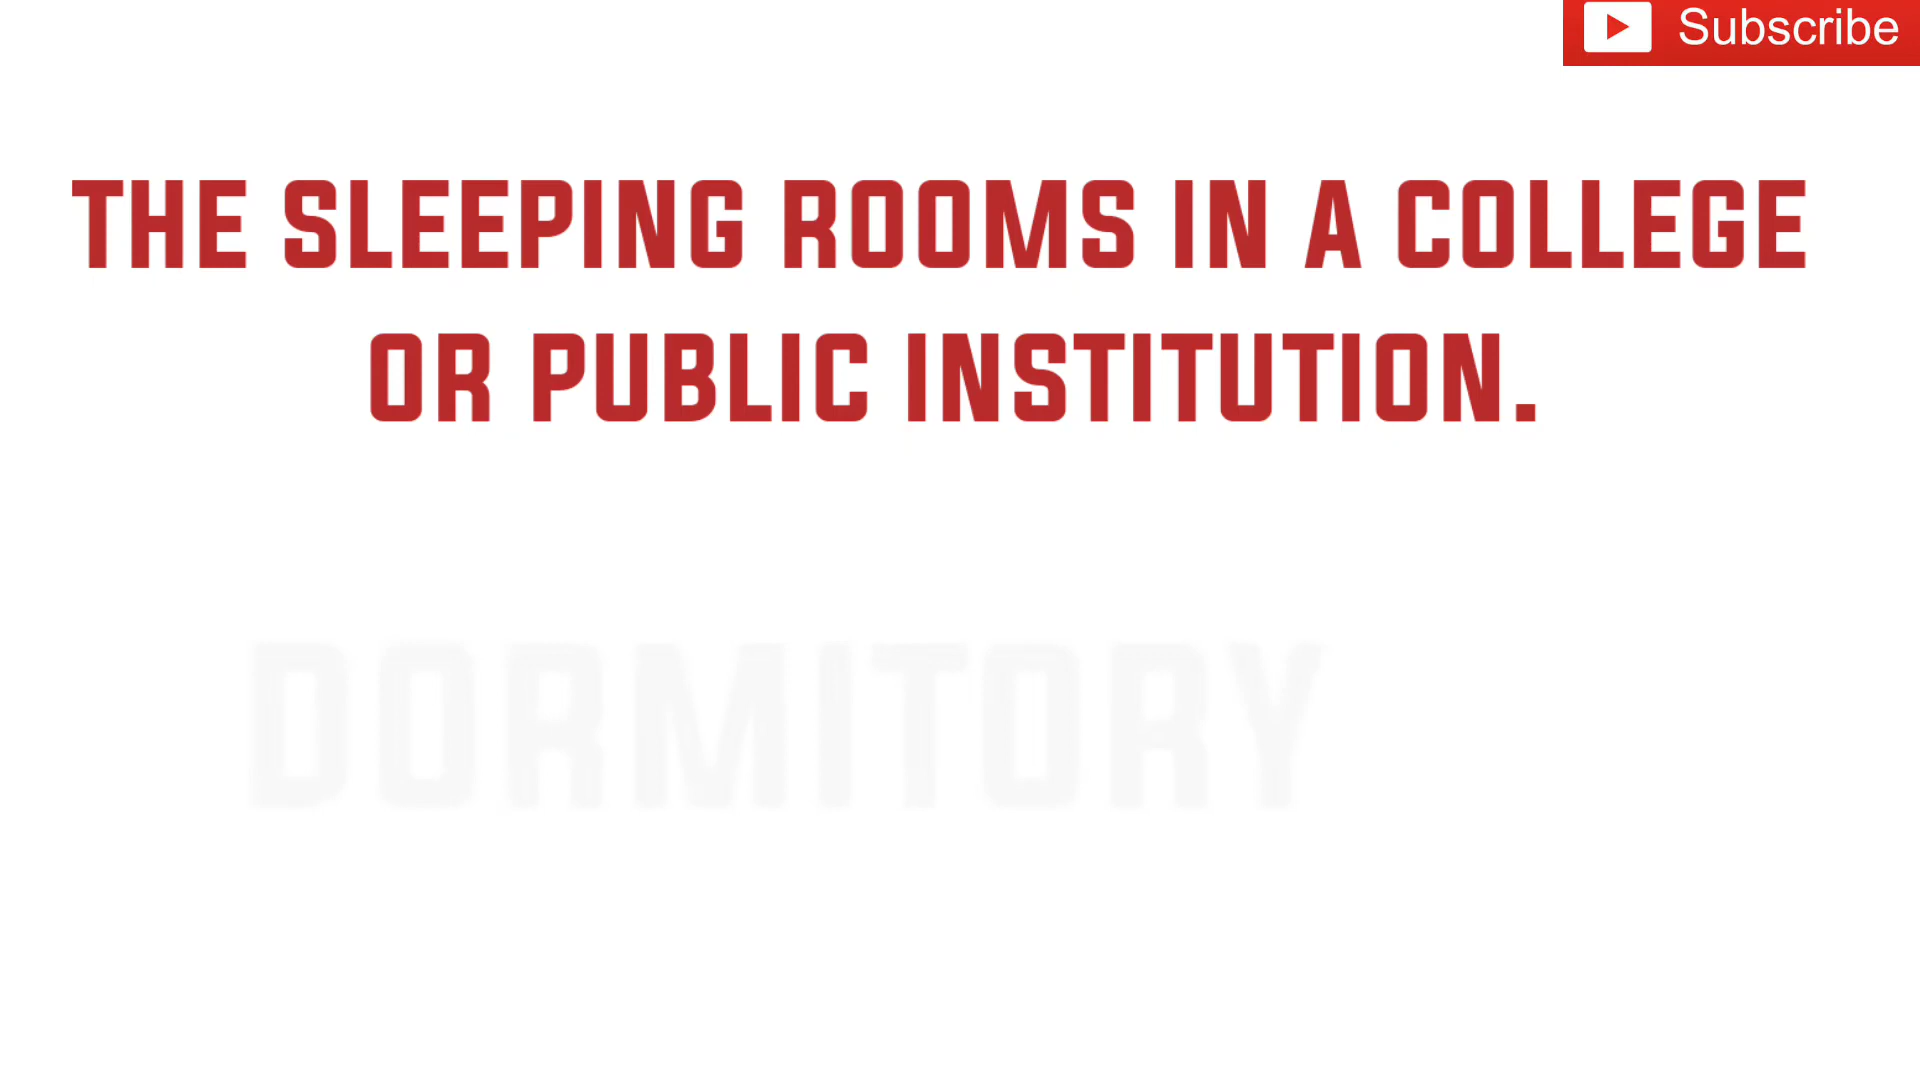 Subscribe
THE SLEEPING ROOMS IN A COLLEGE
OR PUBLIC INSTITUTION.
DORMITORY